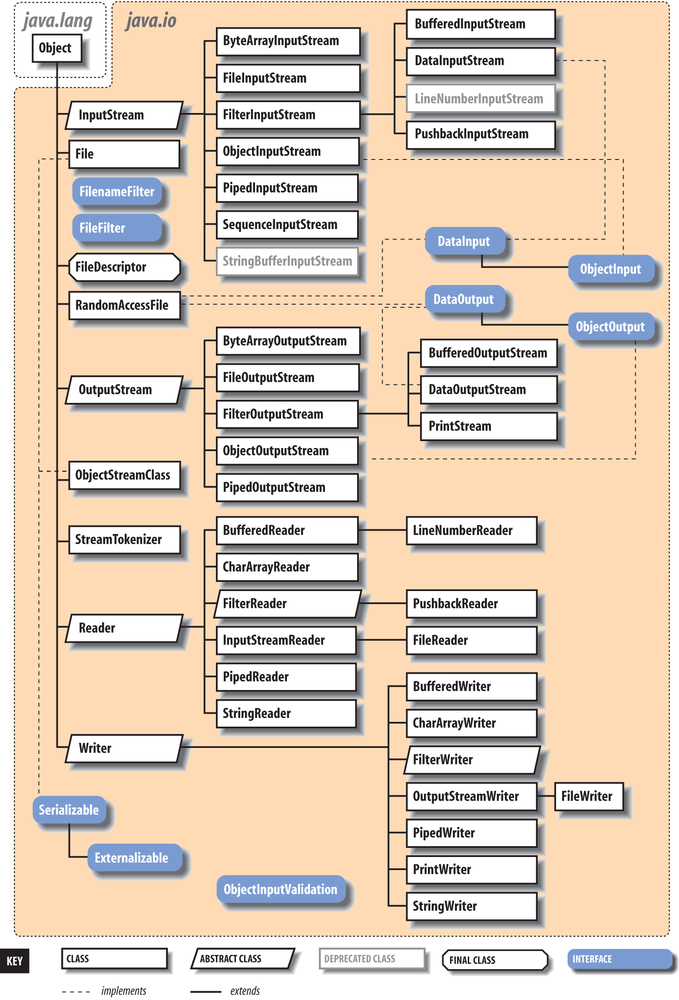 java.lang
java.io
Object
InputStream
File
FilenameFilter
FileFilter
FileDescriptor
RandomAccessFile
OutputStream
ObjectStreamClass
StreamTokenizer
Reader
Writer
Serializable
Externalizable
ByteArrayInputStream
FileInputStream
FilterInputStream
ObjectInputStream
PipedInputStream
SequenceInputStream
StringBufferInputStream
BufferedInputStream
DataInputStream
LineNumberInputStream
PushbackInputStream
DataInput
ObjectInput
DataOutput
ObjectOutput
ByteArrayOutputStream
FileOutputStream
FilterOutputStream
ObjectOutputStream
PipedOutputStream
BufferedOutputStream
DataOutputStream
PrintStream
BufferedReader
CharArrayReader
FilterReader
InputStreamReader
PipedReader
StringReader
LineNumberReader
PushbackReader
FileReader
BufferedWriter
CharArrayWriter
FilterWriter
OutputStreamWriter
PipedWriter
PrintWriter
StringWriter
FileWriter
ObjectInputValidation
KEY
CLASS
ABSTRACT CLASS
DEPRECATED CLASS
FINAL CLASS
INTERFACE
implements
extends